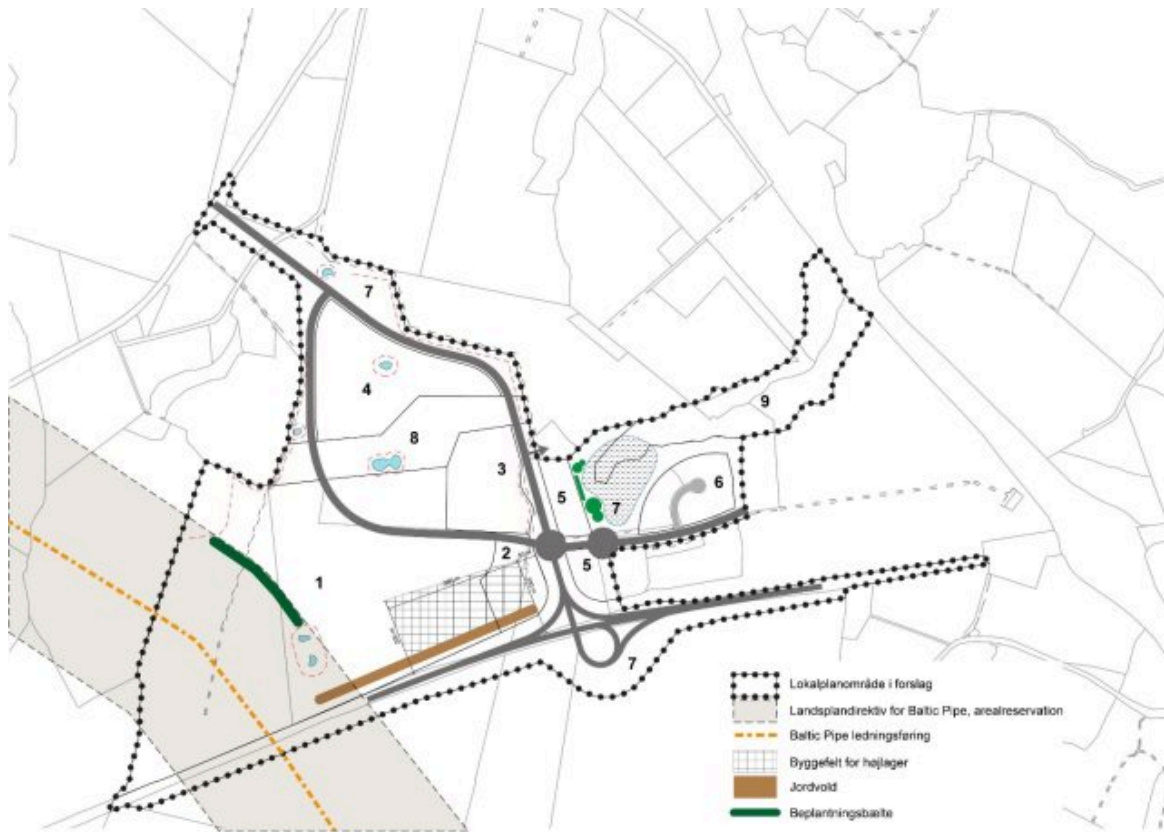 7
4
9
8
3
6
5
7
2
5
1
7
Lokalplanområde i forslag
Landsplandirektiv for Baltic Pipe, arealreservation
Baltic Pipe ledningsføring
Byggefelt for højlager
Jordvold
Beplantningsbælte